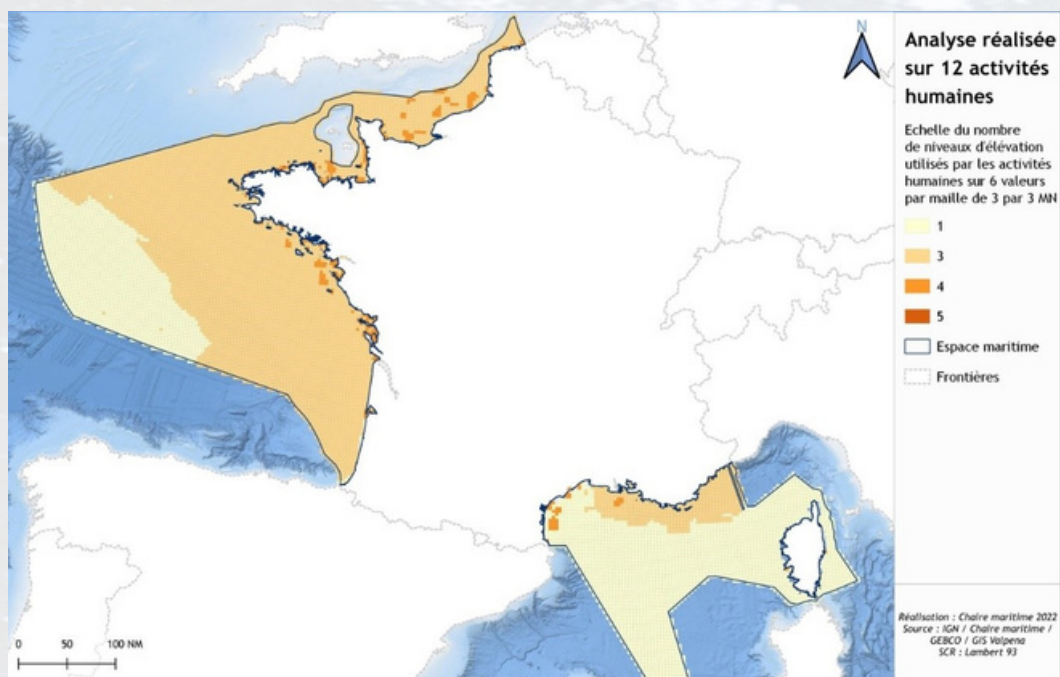 N
Analyse réalisée
sur 12 activités
humaines
Echelle du nombre
de niveaux d'élévation
utilisés par les activités
humaines sur 6 valeurs
par maille de 3 par 3 MN
1
3
4
5
Espace maritime
Frontières
0 50 100 NM
Réalisation : Chaire maritime 2022
Source : IGN / Chaire maritime /
GEBCO / GIS Valpena
SCR : Lambert 93